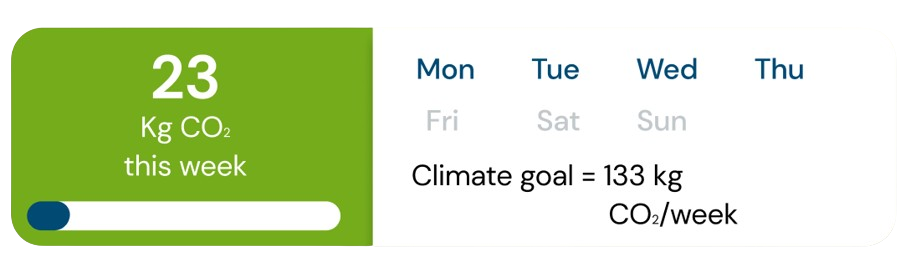 23
Kg CO₂
this week
Mon Tue Wed Thu
Fri Sat Sun
Climate goal = 133 kg
CO₂/week